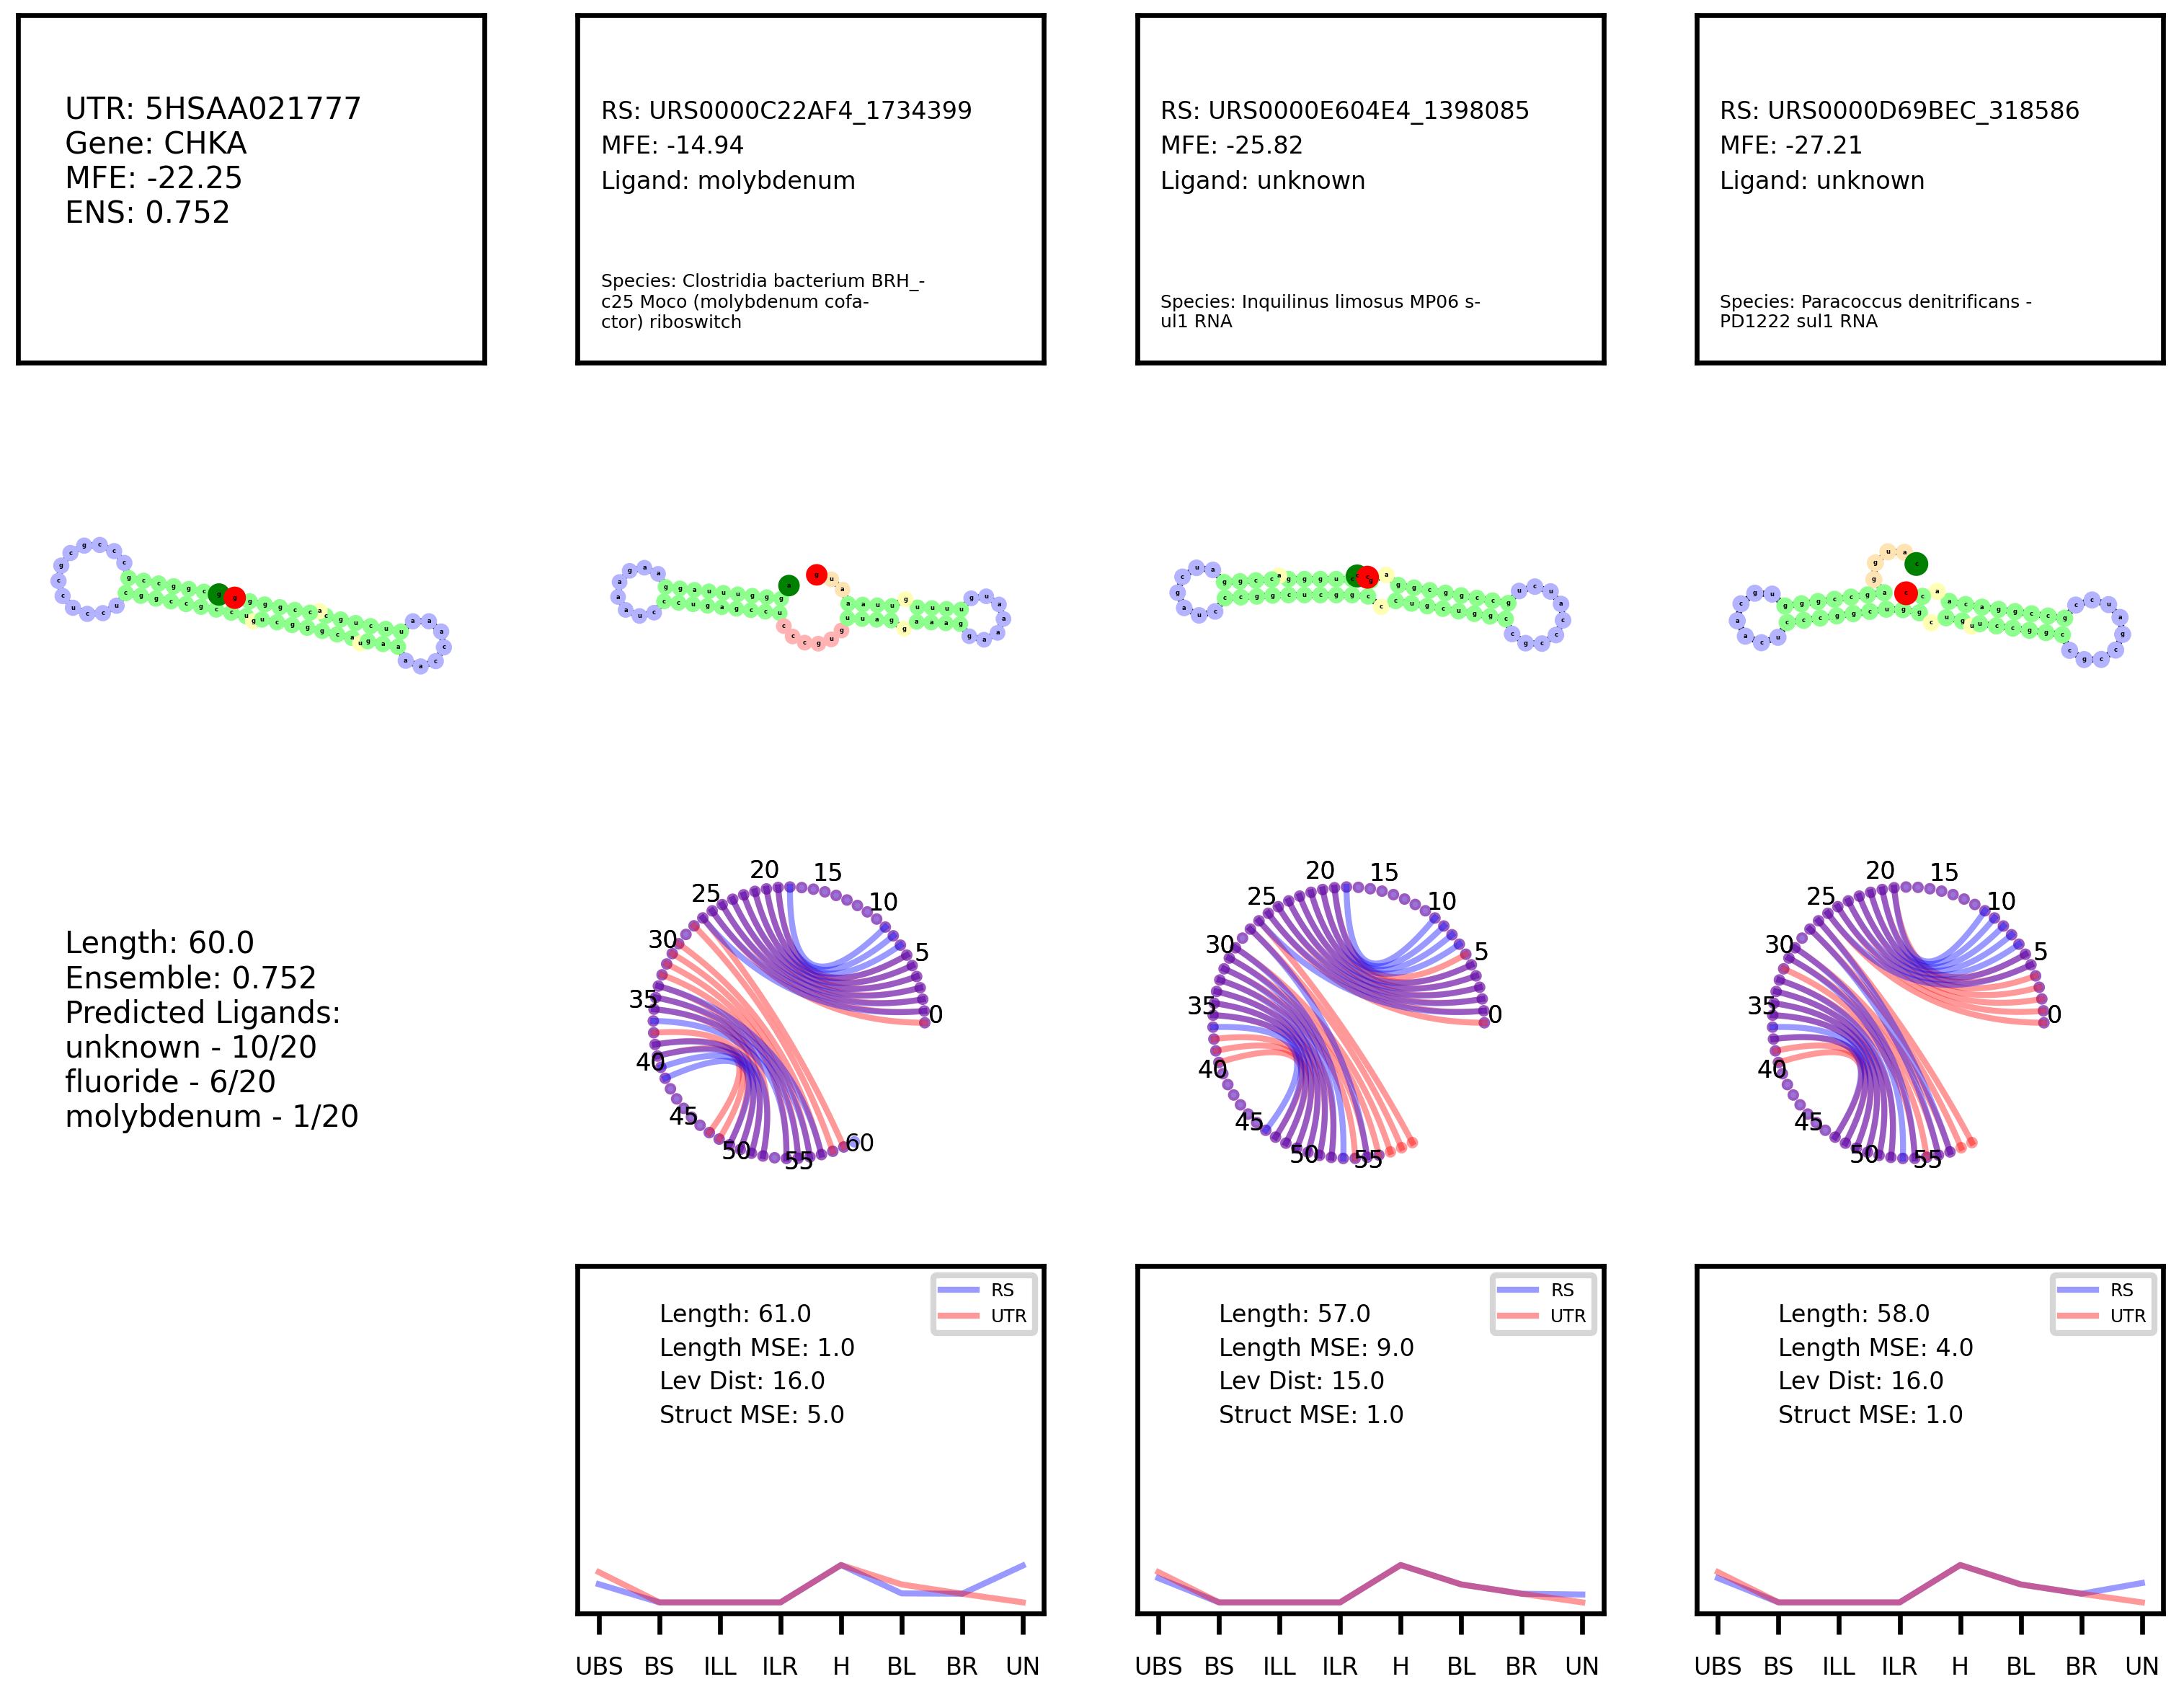 UTR: 5HSAA021777
Gene: CHKA
MFE: -22.25
ENS: 0.752
RS: URS0000C22AF4_1734399
MFE: -14.94
Ligand: molybdenum
Species: Clostridia bacterium BRH_-
c25 Moco (molybdenum cofa-
ctor) riboswitch
RS: URS0000E604E4_1398085
MFE: -25.82
Ligand: unknown
Species: Inquilinus limosus MP06 s-
ul1 RNA
RS: URS0000D69BEC_318586
MFE: -27.21
Ligand: unknown
Species: Paracoccus denitrificans -
PD1222 sul1 RNA
Length: 60.0
Ensemble: 0.752
Predicted Ligands:
unknown - 10/20
fluoride - 6/20
molybdenum - 1/20
0
5
10
15
20
25
30
35
40
45
50
55
60
0
5
10
15
20
25
30
35
40
45
50
55
0
5
10
15
20
25
30
35
40
45
50
55
RS
UTR
Length: 61.0
Length MSE: 1.0
Lev Dist: 16.0
Struct MSE: 5.0
UBS BS ILL ILR H BL BR UN
RS
UTR
Length: 57.0
Length MSE: 9.0
Lev Dist: 15.0
Struct MSE: 1.0
UBS BS ILL ILR H BL BR UN
RS
UTR
Length: 58.0
Length MSE: 4.0
Lev Dist: 16.0
Struct MSE: 1.0
UBS BS ILL ILR H BL BR UN